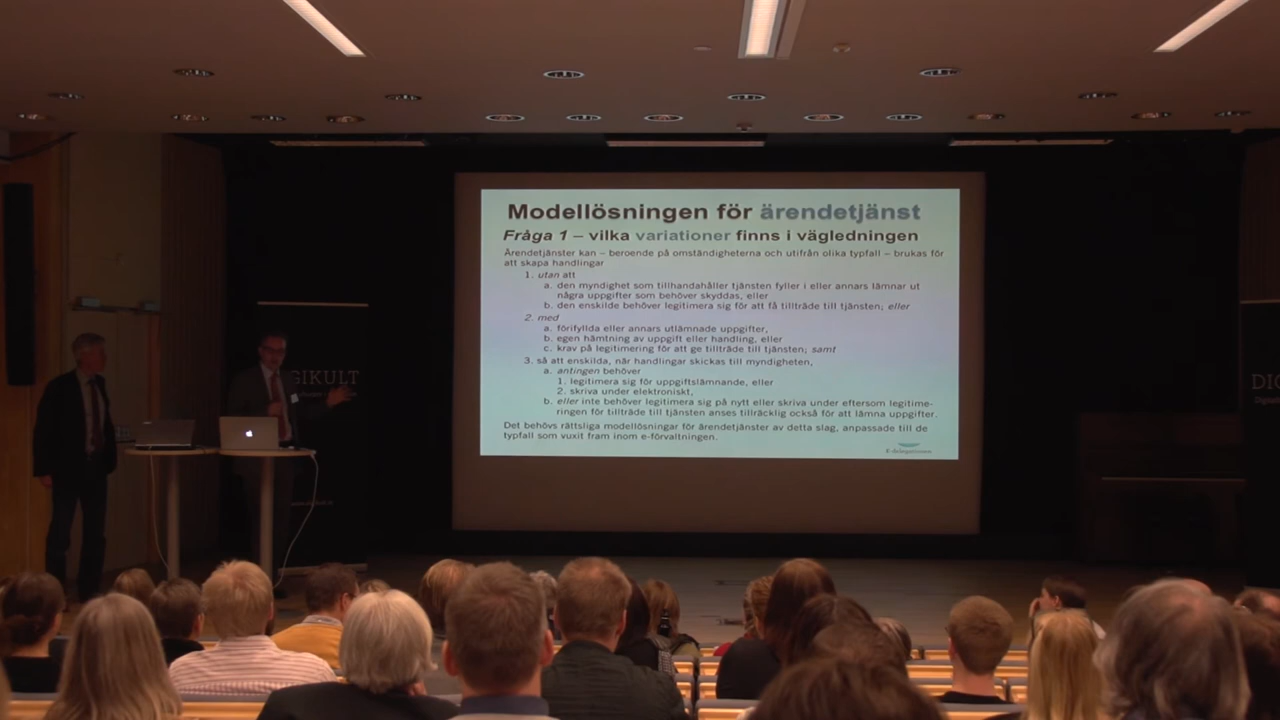 Modellösningen för ärendetjänst
Fråga 1 – vilka variationer finns i vägledningen
Ärendetjänster kan – beroende på omständigheterna och utifrån olika typfall – brukas för
att skapa handlingar
1. utan att
a. den myndighet som tillhandahåller tjänsten fyller i eller annars lämnar ut
några uppgifter som behöver skyddas, eller
b. den enskilde behöver legitimera sig för att få tillträde till tjänsten; eller
2. med
a. förifyllda eller annars utlämnade uppgifter,
b. egen hämtning av uppgift eller handling, eller
c. krav på legitimering för att ge tillträde till tjänsten; samt
3. så att enskilda, när handlingar skickas till myndigheten,
a. antingen behöver
1. legitimera sig för uppgiftslämnande, eller
2. skriva under elektroniskt,
b. eller inte behöver legitimera sig på nytt eller skriva under eftersom legitime-
ringen för tillträde till tjänsten anses tillräcklig också för att lämna uppgifter.
Det behövs rättsliga modellösningar för ärendetjänster av detta slag, anpassade till de
typfall som vuxit fram inom e-förvaltningen.
E-delegationen
GIKULT
DIG